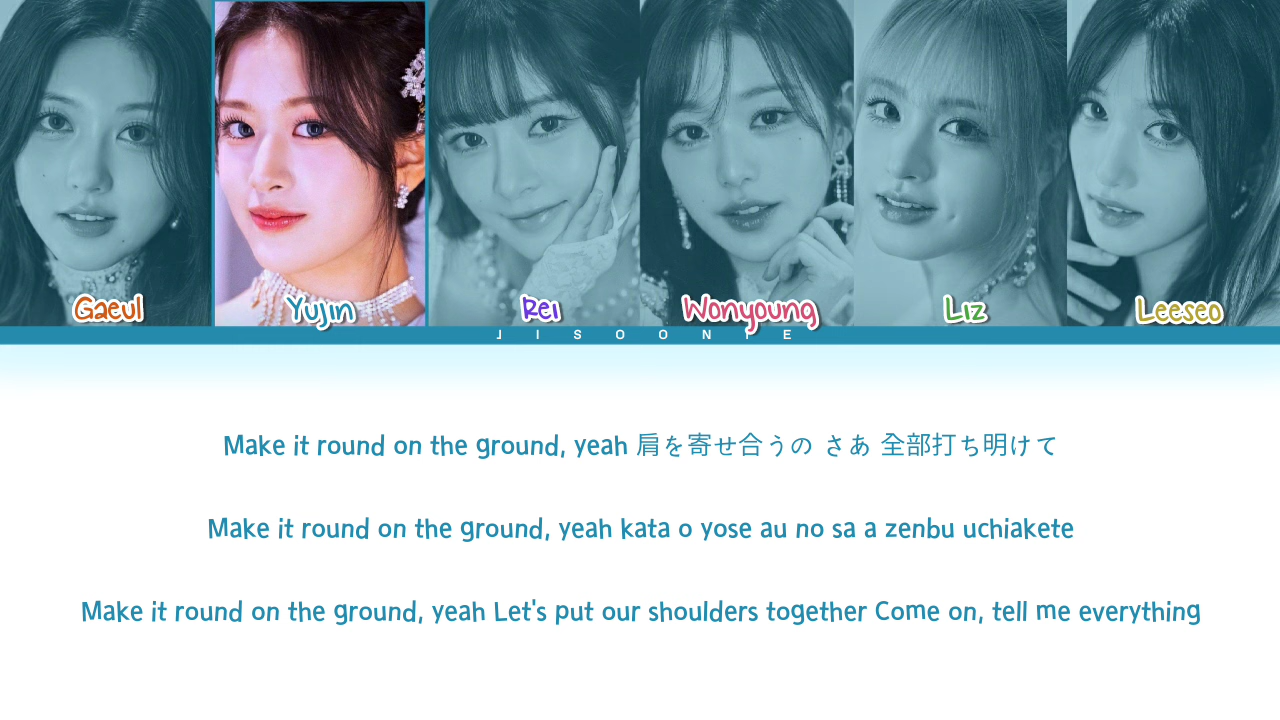 Gaeul Yujin Rei Wonyoung Liz Leeseo
JISOONIE
Make it round on the ground, yeah 肩を寄せ合うの さあ 全部打ち明けて
Make it round on the ground, yeah kata o yose au no sa a zenbu uchiakete
Make it round on the ground, yeah Let's put our shoulders together Come on, tell me everything